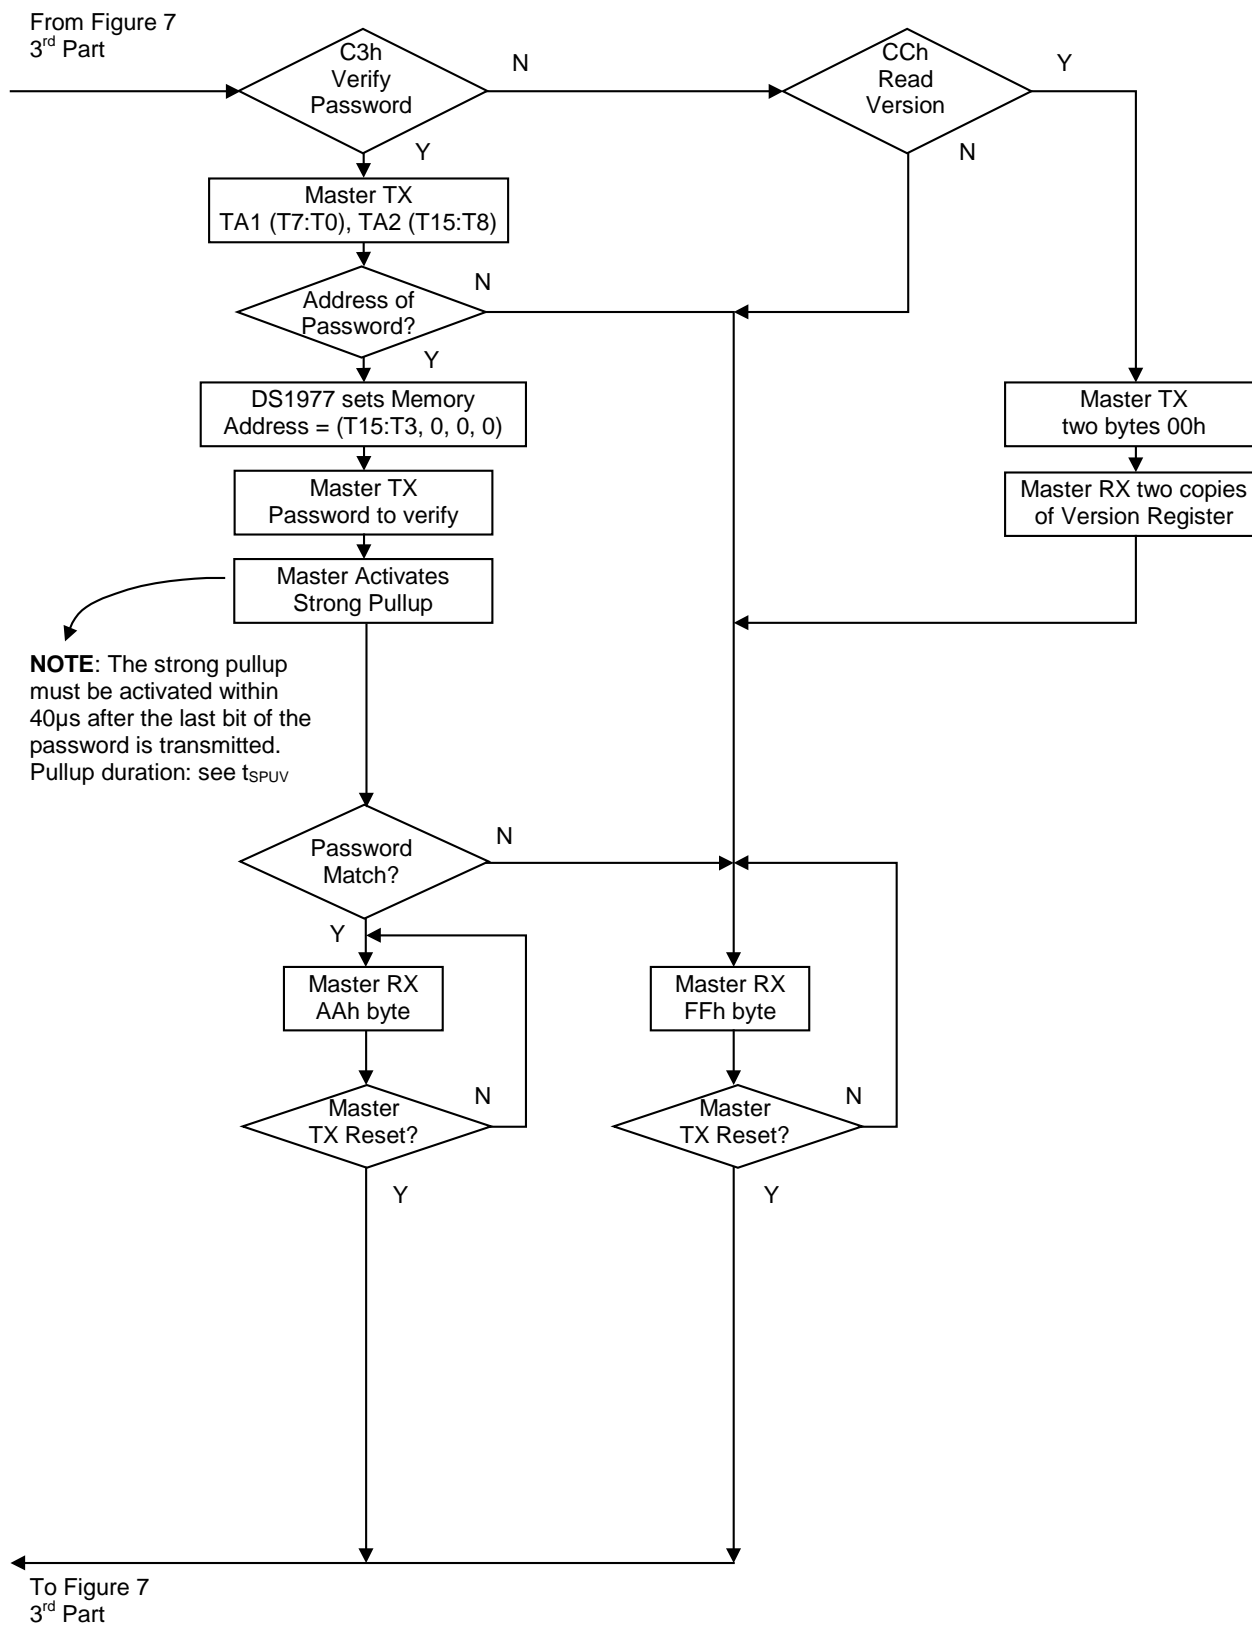 From Figure 7
3rd Part
C3h
Verify
Password
N
CCh
Read
Version
Y
Y
N
Master TX
TA1 (T7:T0), TA2 (T15:T8)
N
Address of
Password?
Y
DS1977 sets Memory
Address = (T15:T3, 0, 0, 0)
Master TX
two bytes 00h
Master TX
Password to verify
Master RX two copies
of Version Register
Master Activates
Strong Pullup
NOTE: The strong pullup
must be activated within
40µs after the last bit of the
password is transmitted.
Pullup duration: see tSPUV
N
Password
Match?
Y
Master RX
AAh byte
Master RX
FFh byte
N
Master
TX Reset?
N
Master
TX Reset?
Y
Y
To Figure 7
3rd Part